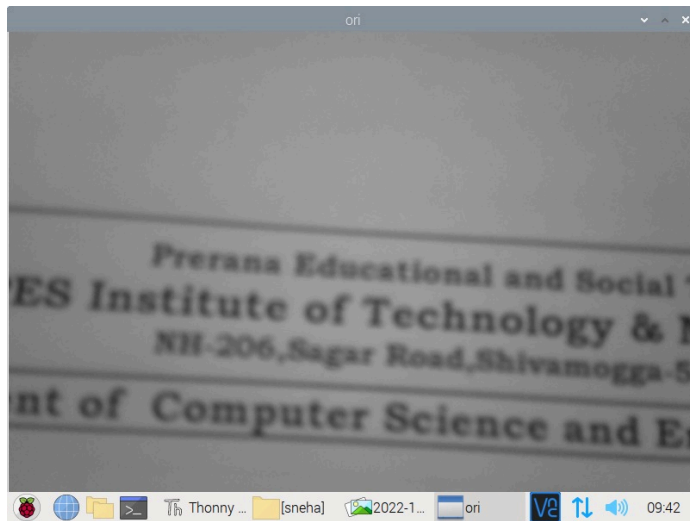 ori
Prerana Educational and Social
ES Institute of Technology &
NH-206,Sagar Road,Shivamogga-5
nt of Computer Science and E
Thonny ... [sneha] 2022-1... ori 09:42